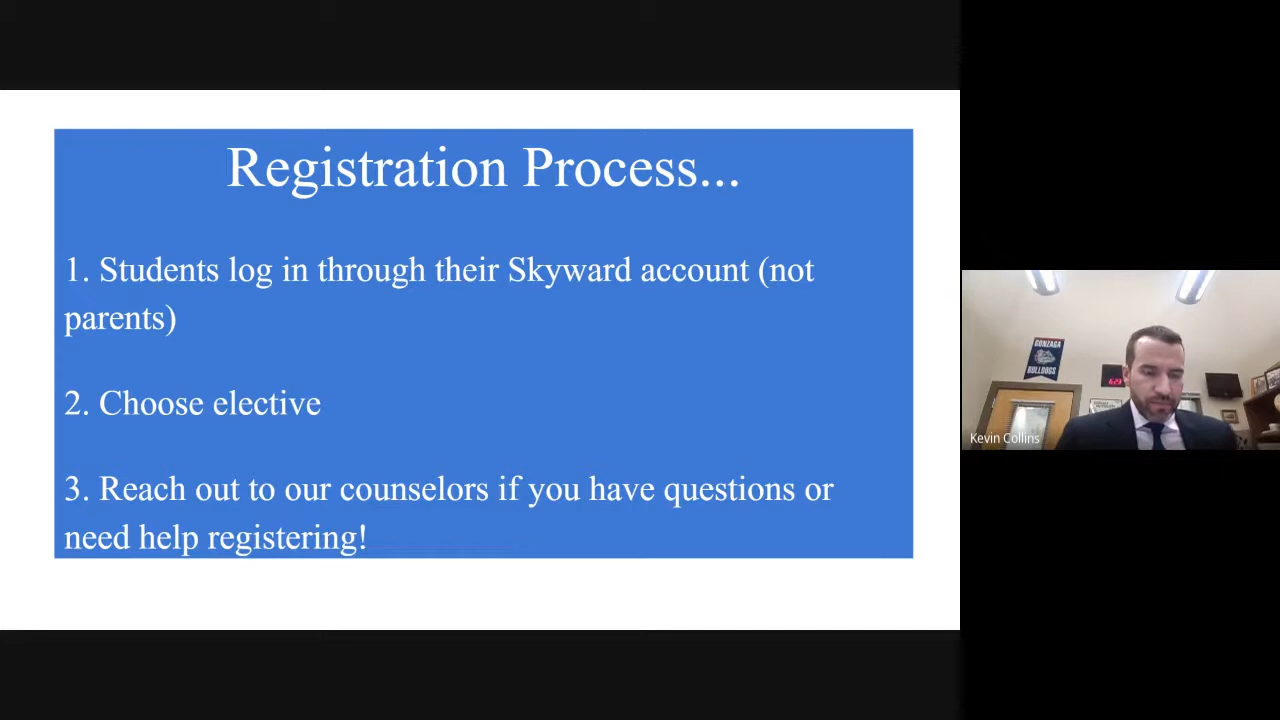 Registration Process...
1. Students log in through their Skyward account (not
parents)
2. Choose elective
3. Reach out to our counselors if you have questions or
need help registering!
GONZAGA
BULLDOGS
Kevin Collins